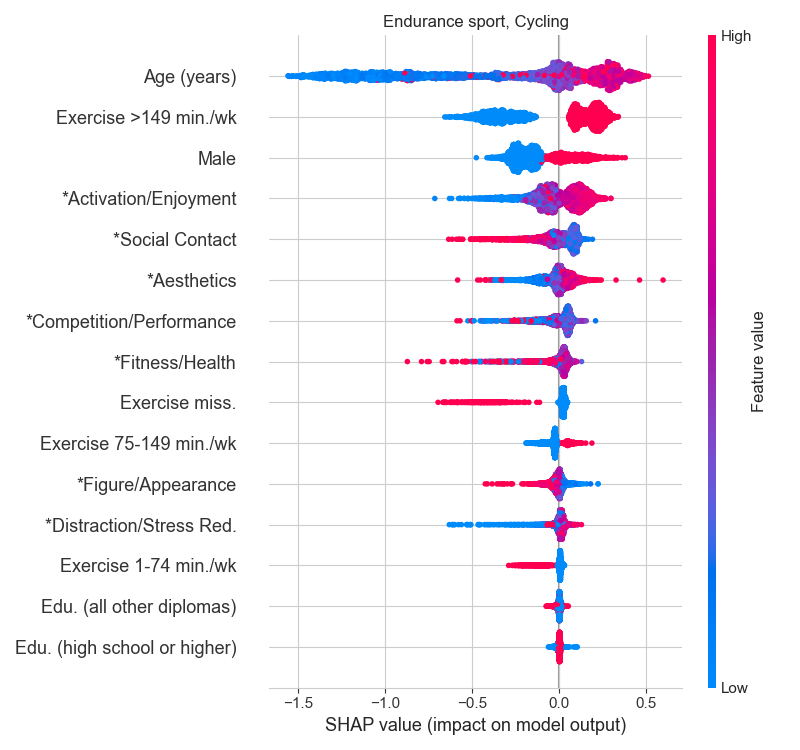 Endurance sport, Cycling
High
Age (years)
Exercise >149 min./wk
Male
*Activation/Enjoyment
*Social Contact
*Aesthetics
*Competition/Performance
*Fitness/Health
Exercise miss.
Exercise 75-149 min./wk
*Figure/Appearance
*Distraction/Stress Red.
Exercise 1-74 min./wk
Edu. (all other diplomas)
Edu. (high school or higher)
Feature value
Low
−1.5 −1.0 −0.5 0.0 0.5
SHAP value (impact on model output)